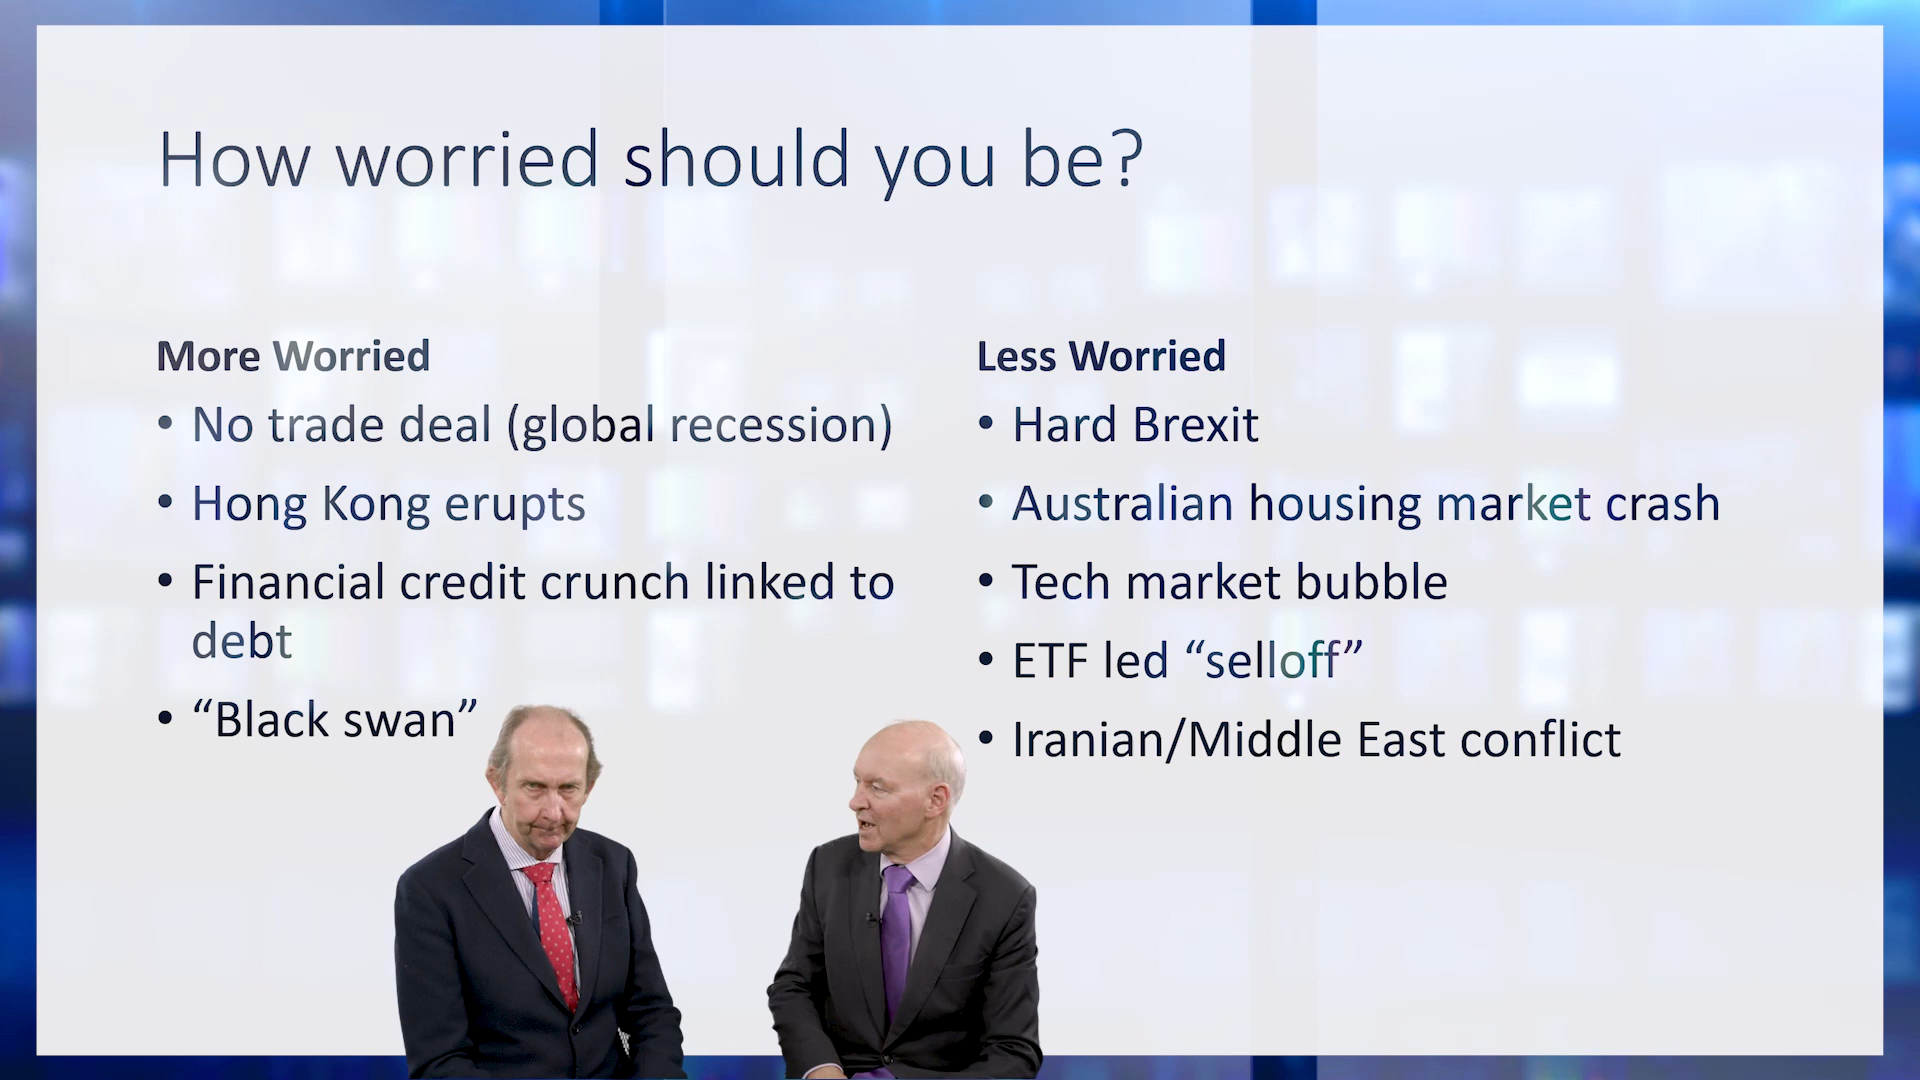 How worried should you be?
More Worried
• No trade deal (global recession)
• Hong Kong erupts
• Financial credit crunch linked to
debt
• “Black swan”
Less Worried
• Hard Brexit
• Australian housing market crash
• Tech market bubble
• ETF led “selloff”
• Iranian/Middle East conflict